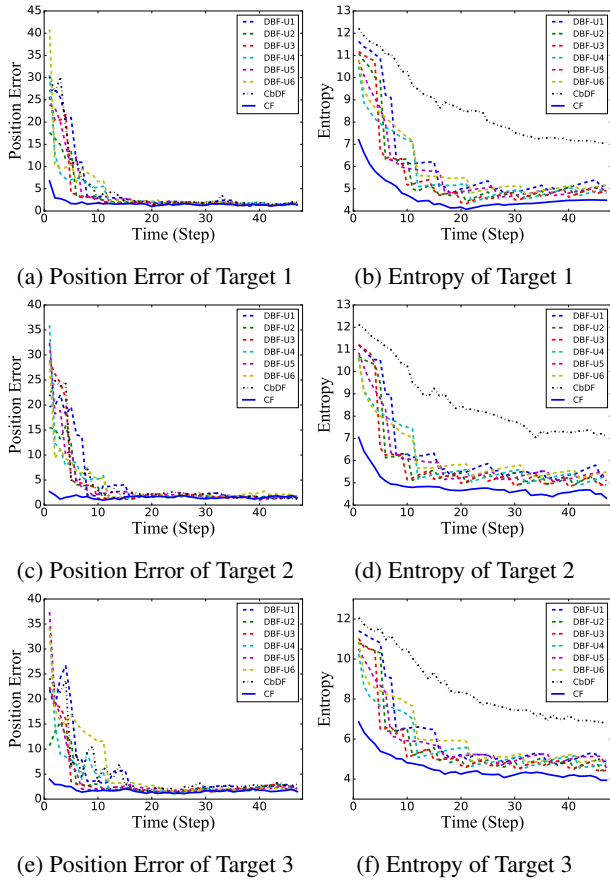 45
40
35
30
25
20
15
10
5
0
0 10 20 30 40
Position Error
Time (Step)
DBF-U1
DBF-U2
DBF-U3
DBF-U4
DBF-U5
DBF-U6
CbDF
CF
13
12
11
10
9
8
7
6
5
4
0 10 20 30 40
Entropy
Time (Step)
DBF-U1
DBF-U2
DBF-U3
DBF-U4
DBF-U5
DBF-U6
CbDF
CF
(a) Position Error of Target 1
(b) Entropy of Target 1
40
35
30
25
20
15
10
5
0
0 10 20 30 40
Position Error
Time (Step)
DBF-U1
DBF-U2
DBF-U3
DBF-U4
DBF-U5
DBF-U6
CbDF
CF
13
12
11
10
9
8
7
6
5
4
0 10 20 30 40
Entropy
Time (Step)
DBF-U1
DBF-U2
DBF-U3
DBF-U4
DBF-U5
DBF-U6
CbDF
CF
(c) Position Error of Target 2
(d) Entropy of Target 2
40
35
30
25
20
15
10
5
0
0 10 20 30 40
Position Error
Time (Step)
DBF-U1
DBF-U2
DBF-U3
DBF-U4
DBF-U5
DBF-U6
CbDF
CF
12
10
8
6
4
0 10 20 30 40
Entropy
Time (Step)
DBF-U1
DBF-U2
DBF-U3
DBF-U4
DBF-U5
DBF-U6
CbDF
CF
(e) Position Error of Target 3
(f) Entropy of Target 3